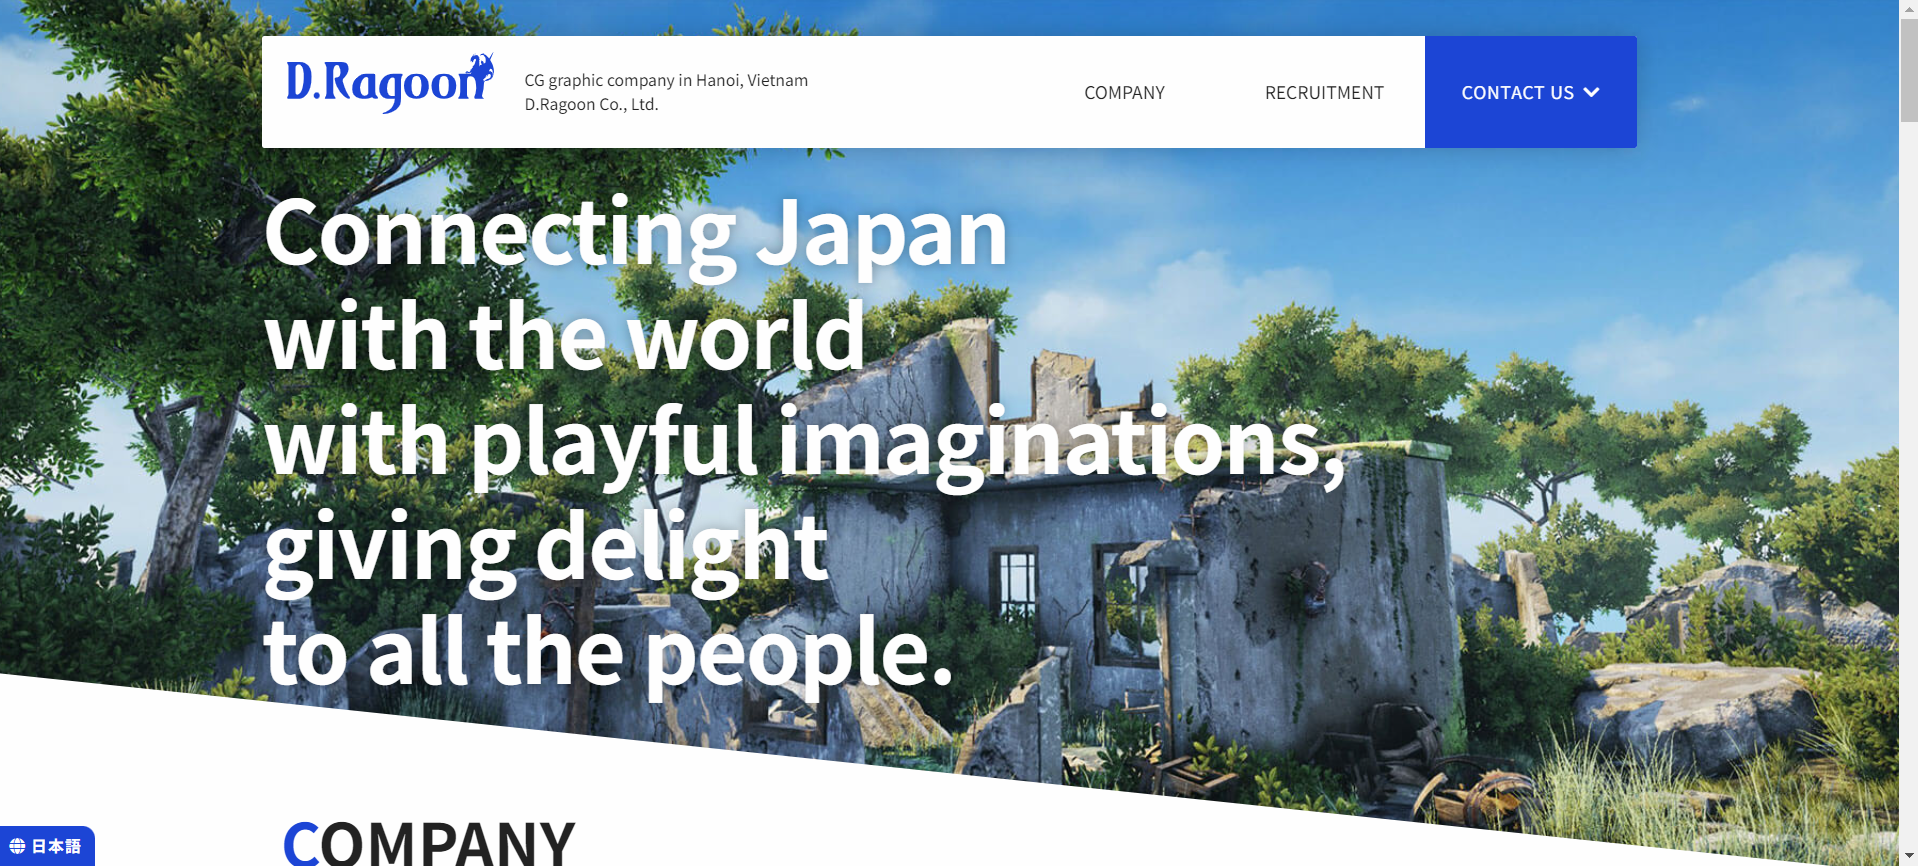 D.Ragoon
CG graphic company in Hanoi, Vietnam
D.Ragoon Co., Ltd.
COMPANY
RECRUITMENT
CONTACT US
Connecting Japan
with the world
with playful imaginations,
giving delight
to all the people.
COMPANY
日本語